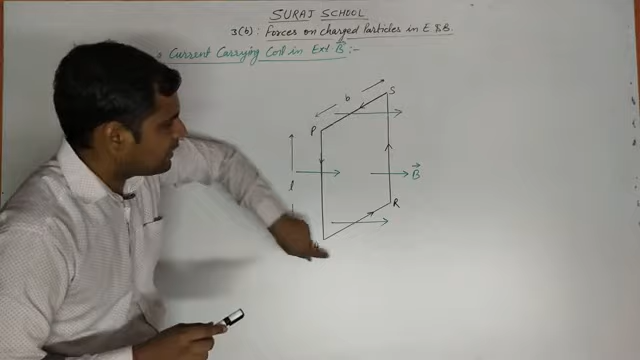 SURAJ SCHOOL
3(b): Forces on charged Particles in E & B.
Current Carrying Coil in Ext. B⃗ :-
b
S
P
l
B⃗
R